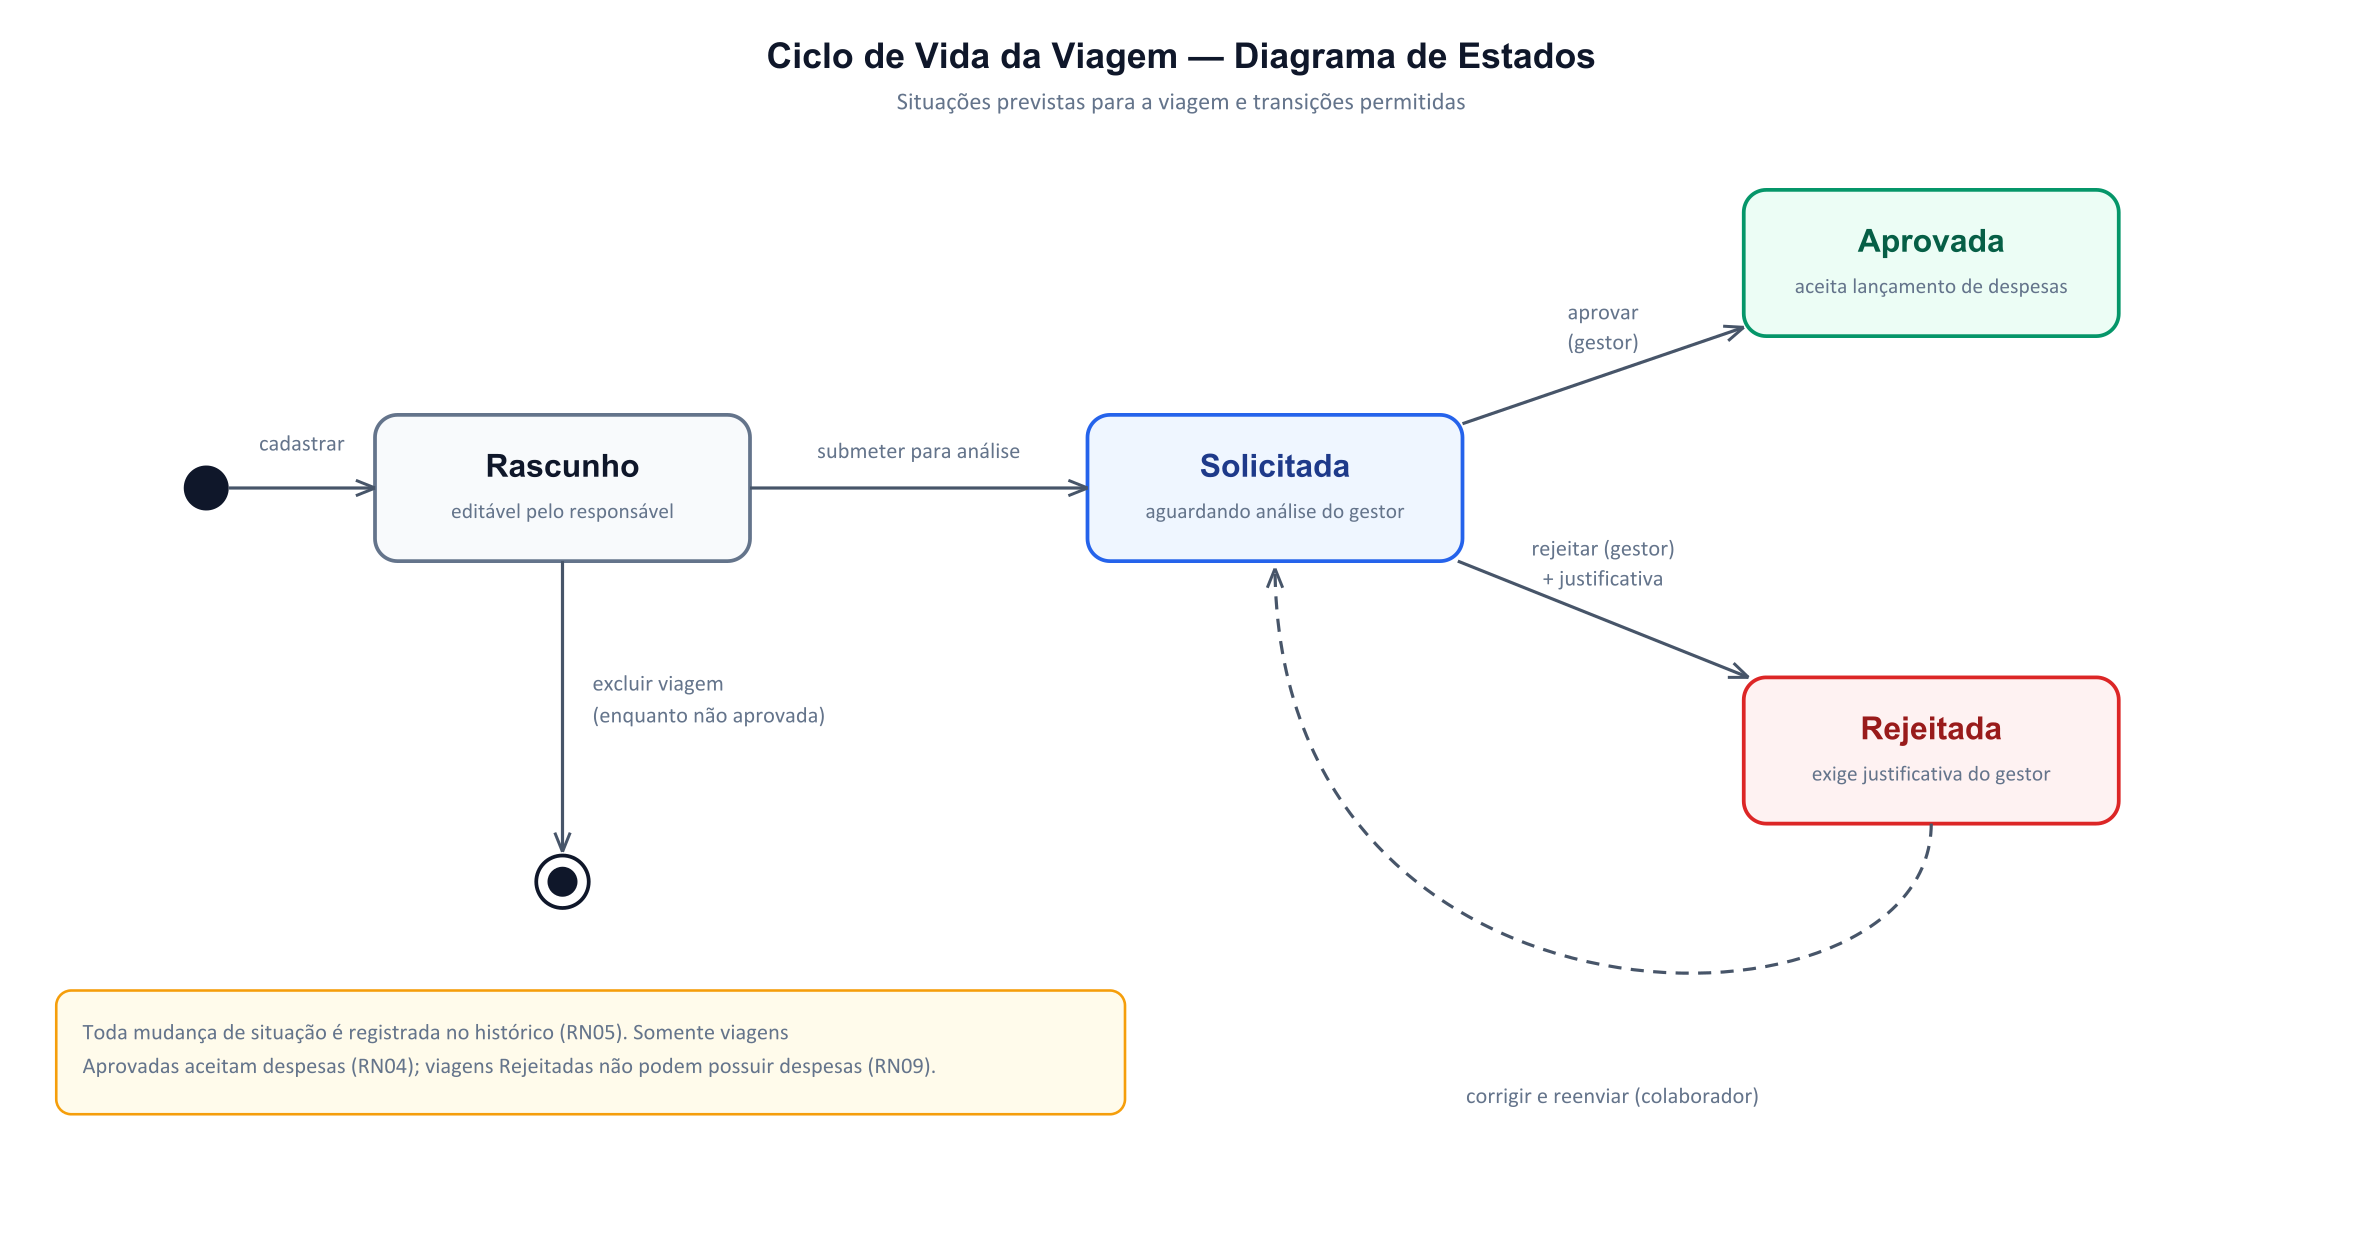 Ciclo de Vida da Viagem — Diagrama de Estados
Situações previstas para a viagem e transições permitidas
Aprovada
aceita lançamento de despesas
aprovar
(gestor)
cadastrar
Rascunho
editável pelo responsável
submeter para análise
Solicitada
aguardando análise do gestor
rejeitar (gestor)
+ justificativa
excluir viagem
(enquanto não aprovada)
Rejeitada
exige justificativa do gestor
Toda mudança de situação é registrada no histórico (RN05). Somente viagens
Aprovadas aceitam despesas (RN04); viagens Rejeitadas não podem possuir despesas (RN09).
corrigir e reenviar (colaborador)